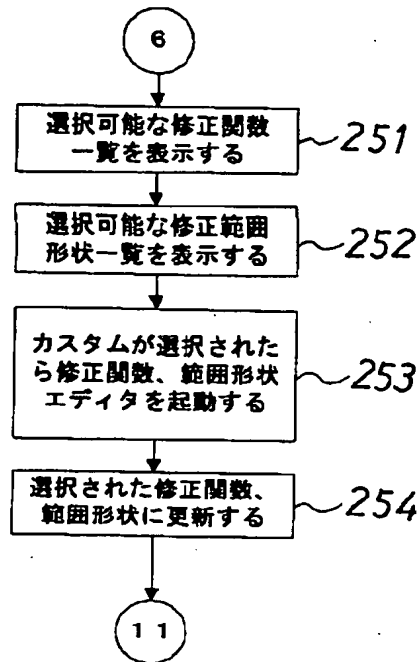 6
選択可能な修正関数
一覧を表示する
251
選択可能な修正範囲
形状一覧を表示する
252
カスタムが選択された
ら修正関数、範囲形状
エディタを起動する
253
選択された修正関数、
範囲形状に更新する
254
11